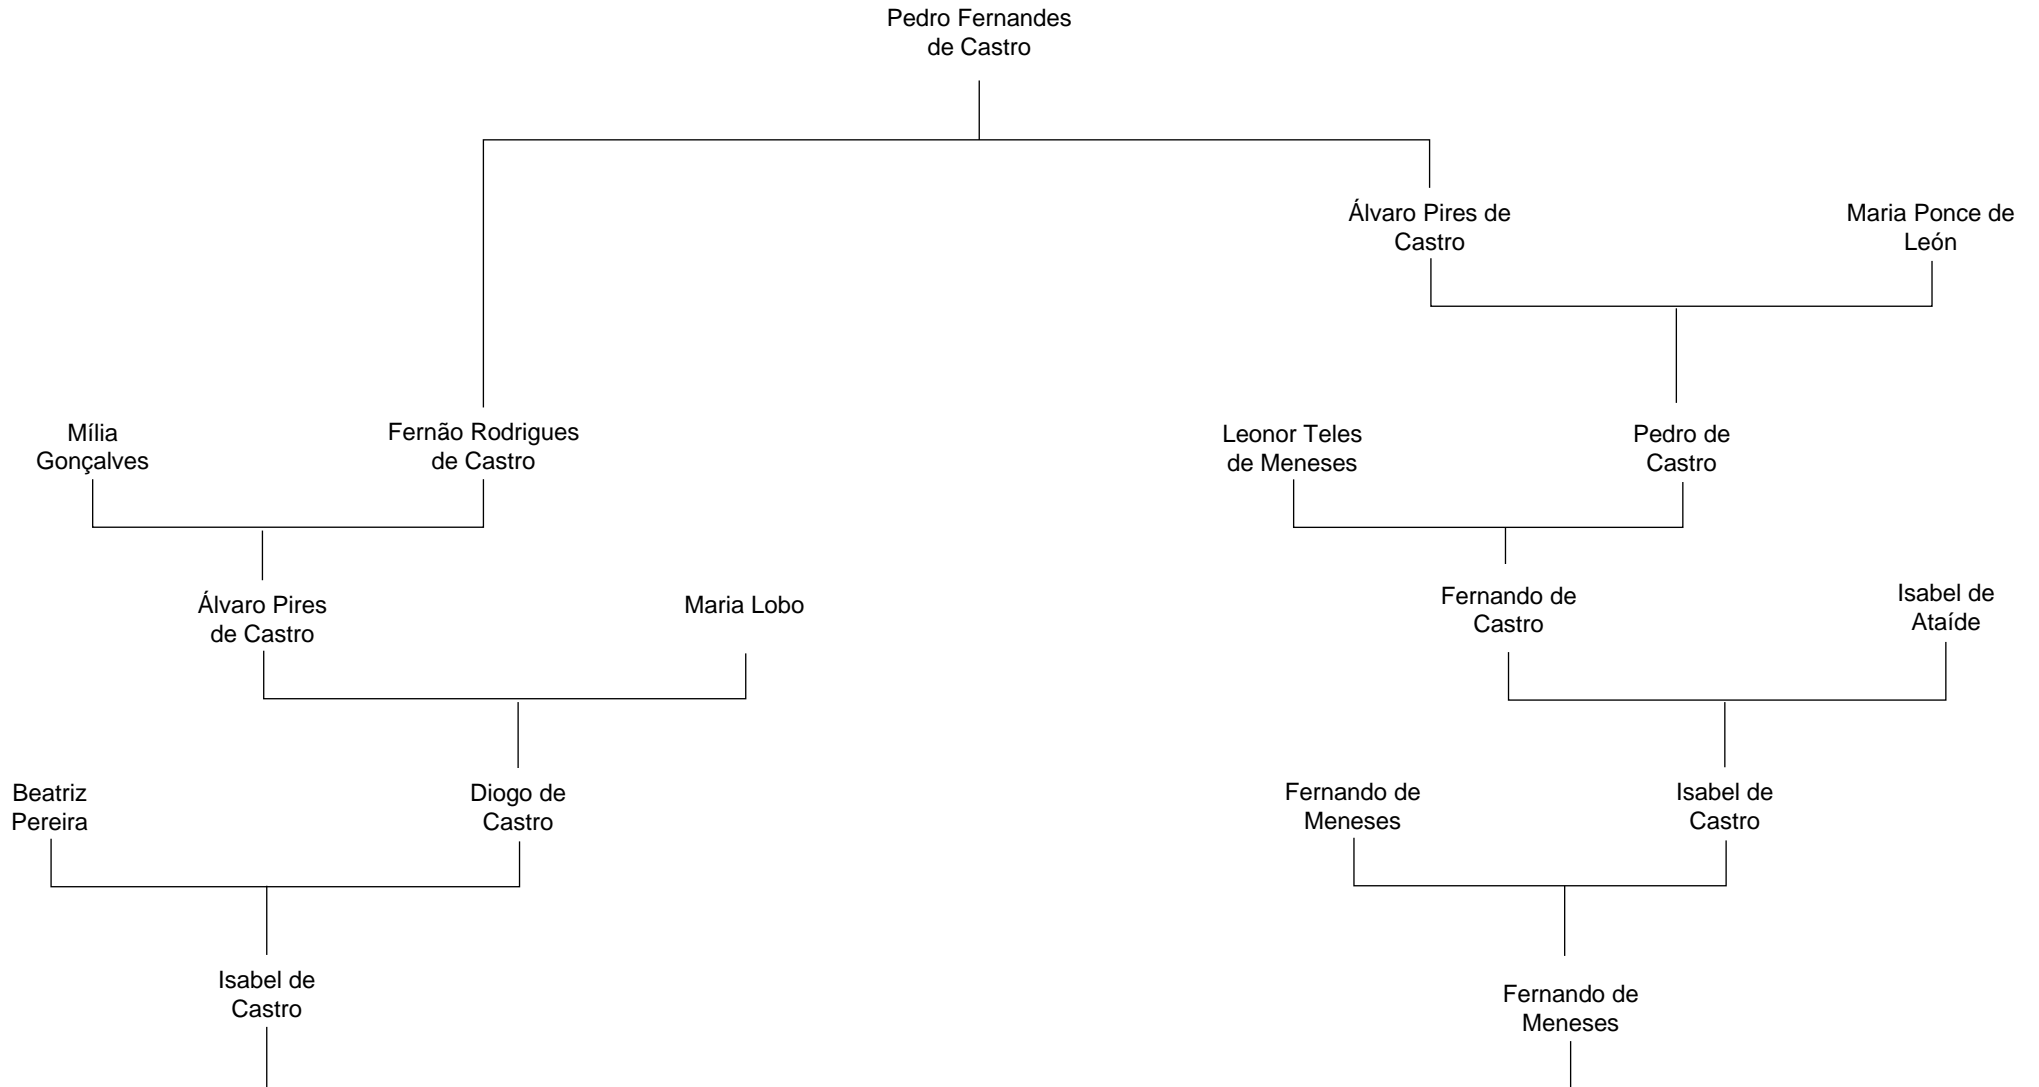 Pedro Fernandes
de Castro
Álvaro Pires de
Castro
Maria Ponce de
León
Mília
Gonçalves
Fernão Rodrigues
de Castro
Leonor Teles
de Meneses
Pedro de
Castro
Álvaro Pires
de Castro
Maria Lobo
Fernando de
Castro
Isabel de
Ataíde
Beatriz
Pereira
Diogo de
Castro
Fernando de
Meneses
Isabel de
Castro
Isabel de
Castro
Fernando de
Meneses